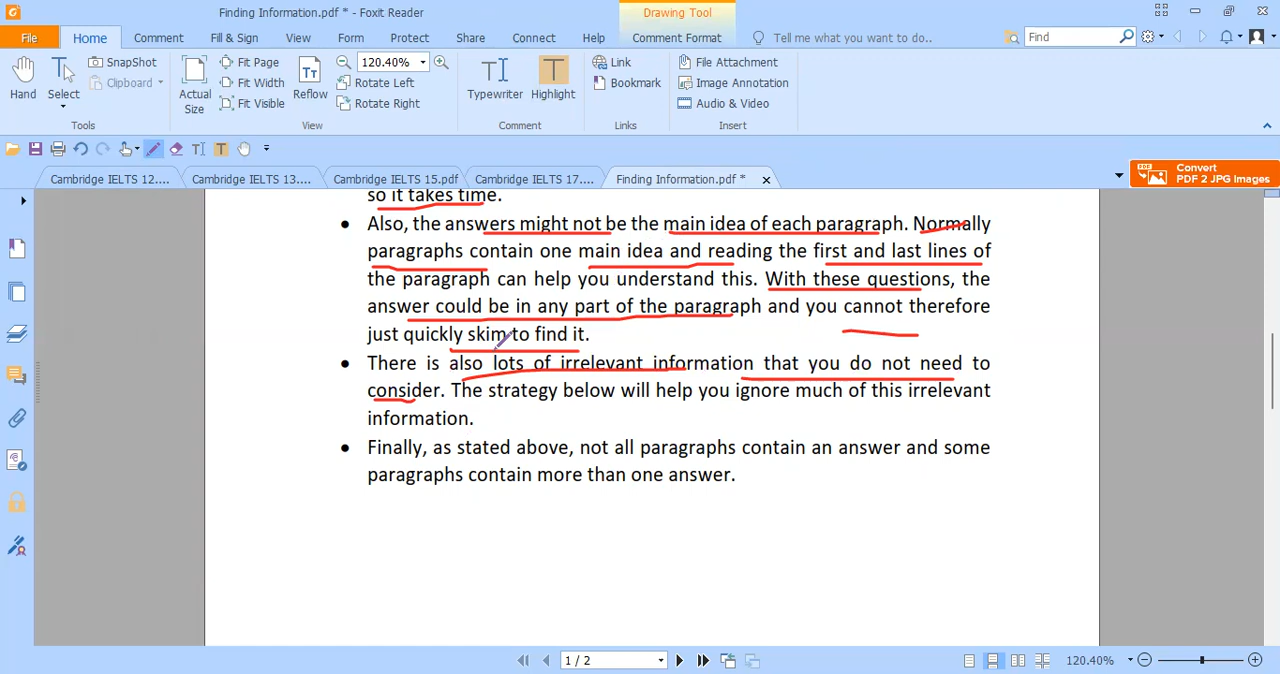 Finding Information.pdf * - Foxit Reader
Drawing Tool
File Home Comment Fill & Sign View Form Protect Share Connect Help Comment Format Tell me what you want to do.. Find
SnapShot Fit Page 120.40% Rotate Left Link File Attachment
Clipboard Fit Width Rotate Right Bookmark Image Annotation
Hand Select Actual Size Fit Visible Reflow Typewriter Highlight Audio & Video
Tools View Comment Links Insert
Cambridge IELTS 12.... Cambridge IELTS 13.... Cambridge IELTS 15.pdf Cambridge IELTS 17.... Finding Information.pdf *
PDF Convert
PDF 2 JPG Images
so it takes time.
• Also, the answers might not be the main idea of each paragraph. Normally
paragraphs contain one main idea and reading the first and last lines of
the paragraph can help you understand this. With these questions, the
answer could be in any part of the paragraph and you cannot therefore
just quickly skim to find it.
• There is also lots of irrelevant information that you do not need to
consider. The strategy below will help you ignore much of this irrelevant
information.
• Finally, as stated above, not all paragraphs contain an answer and some
paragraphs contain more than one answer.
1 / 2 120.40%